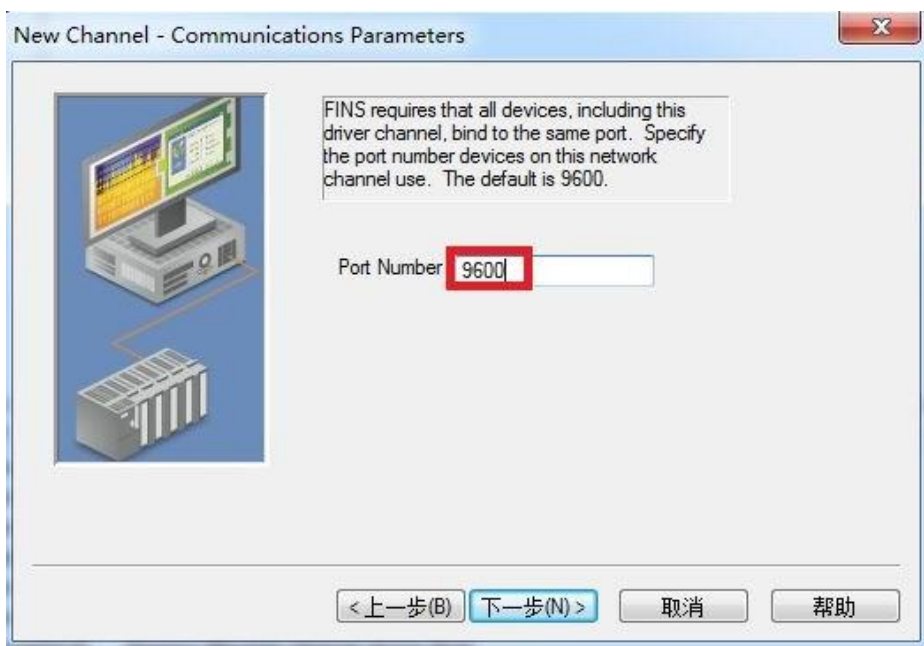 New Channel - Communications Parameters
FINS requires that all devices, including this
driver channel, bind to the same port. Specify
the port number devices on this network
channel use. The default is 9600.
Port Number 9600
<上一步(B) 下一步(N)> 取消 帮助